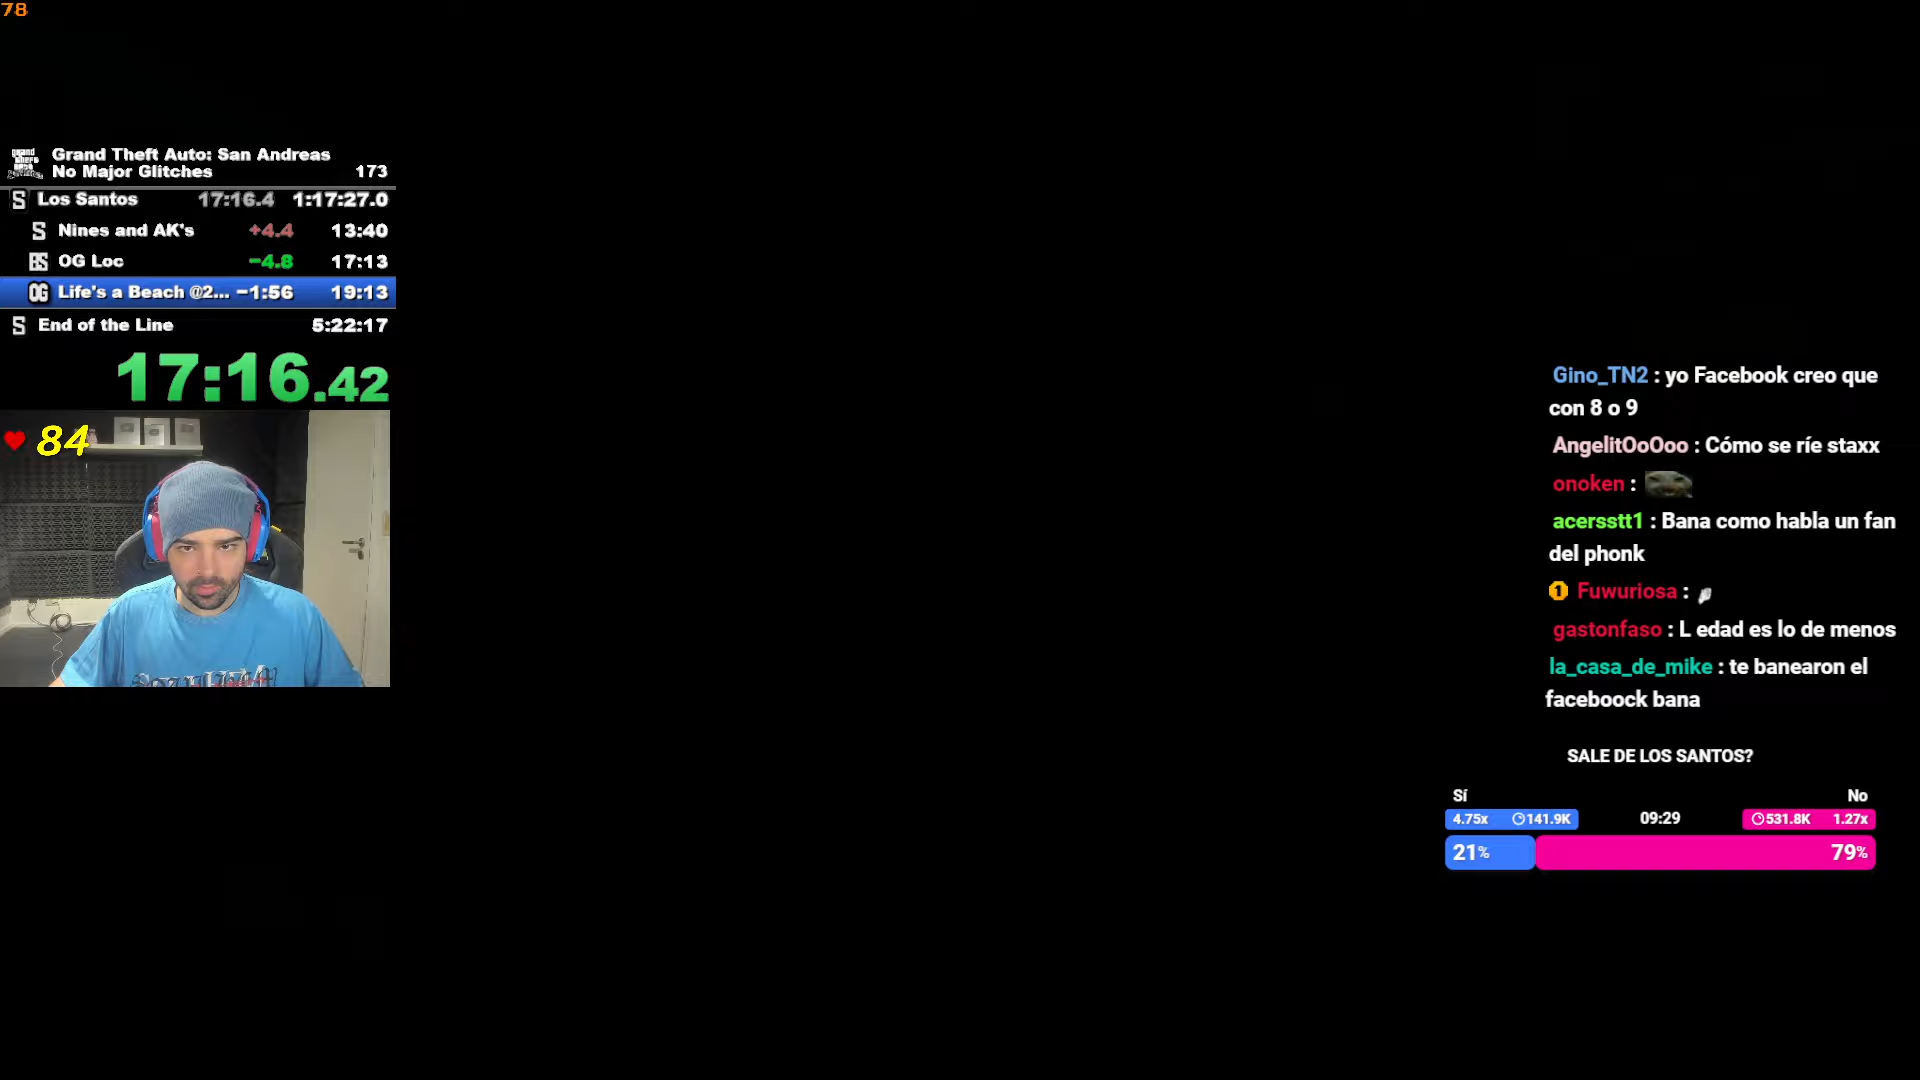 78
Grand Theft Auto: San Andreas
No Major Glitches 173
S Los Santos 17:16.4 1:17:27.0
S Nines and AK's +4.4 13:40
BS OG Loc -4.8 17:13
OG Life's a Beach @2... -1:56 19:13
S End of the Line 5:22:17
17:16.42
84
Gino_TN2 : yo Facebook creo que
con 8 o 9
AngelitOoOoo : Cómo se ríe staxx
onoken :
acersstt1 : Bana como habla un fan
del phonk
1 Fuwuriosa :
gastonfaso : L edad es lo de menos
la_casa_de_mike : te banearon el
faceboock bana
SALE DE LOS SANTOS?
Sí No
4.75x 141.9K 09:29 531.8K 1.27x
21% 79%